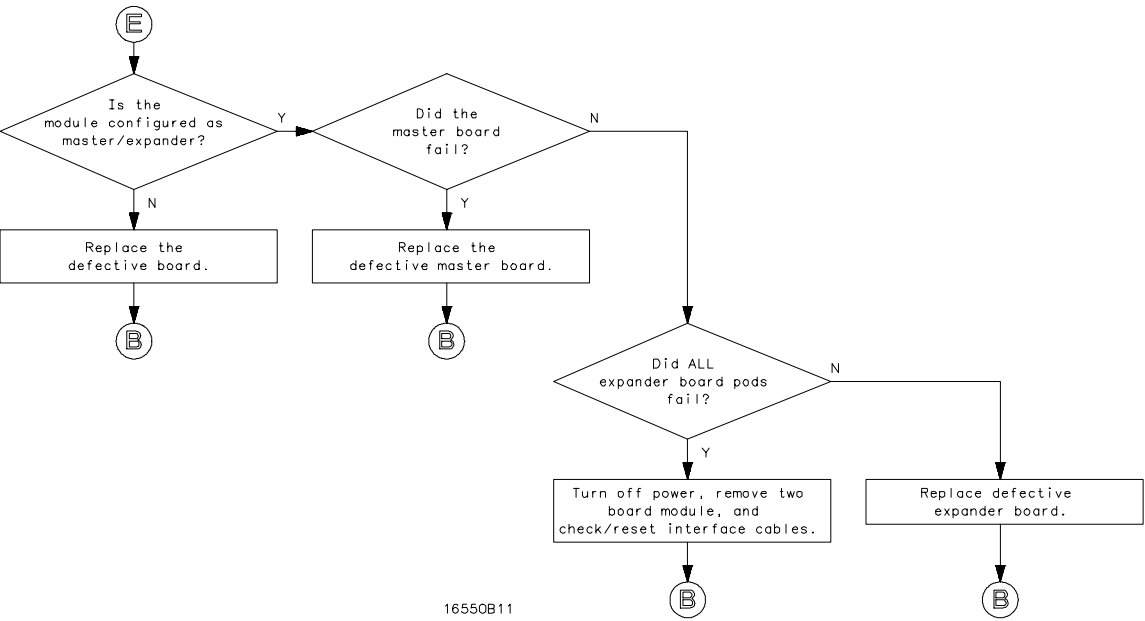 E
Is the
module configured as
master/expander?
Y
N
Did the
master board
fail?
N
Y
Replace the
defective board.
Replace the
defective master board.
B
B
Did ALL
expander board pods
fail?
N
Y
Turn off power, remove two
board module, and
check/reset interface cables.
Replace defective
expander board.
B
B
16550B11